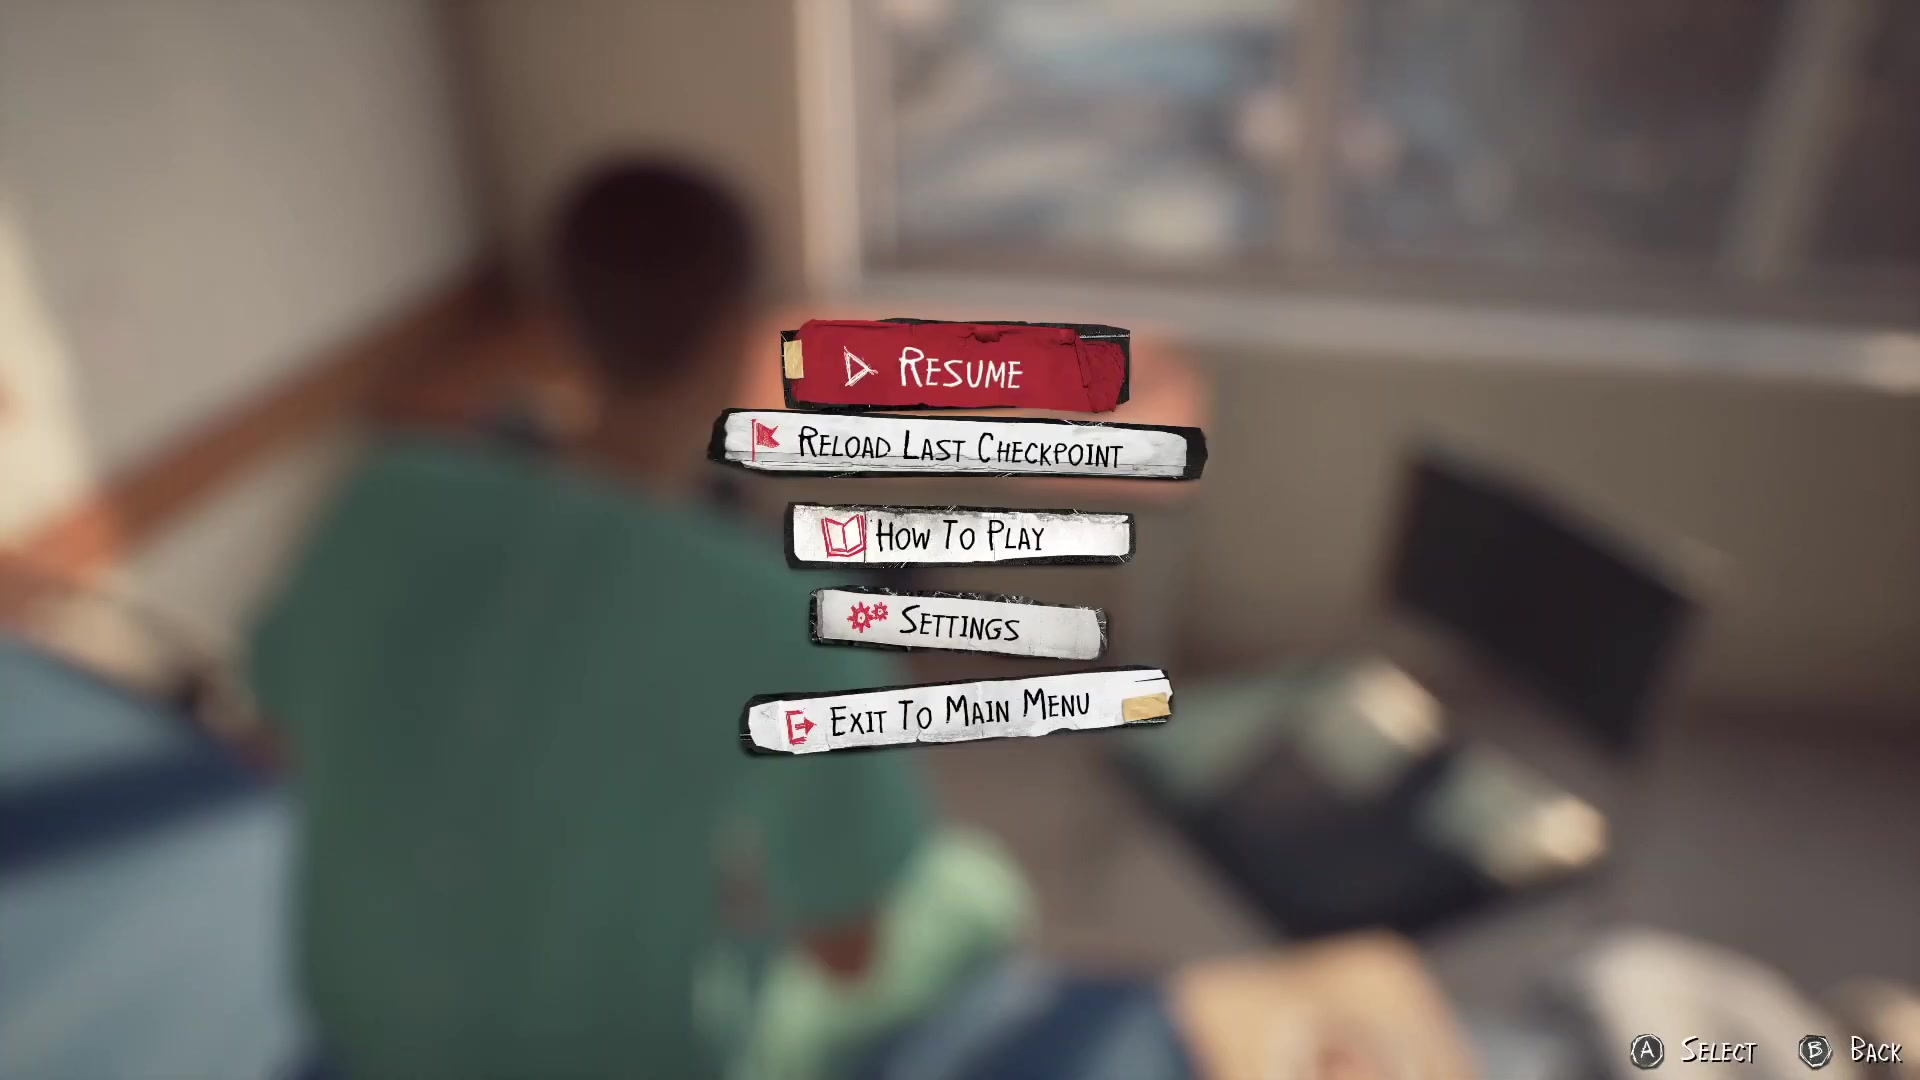 Resume
Reload Last Checkpoint
How To Play
Settings
Exit To Main Menu
A Select B Back